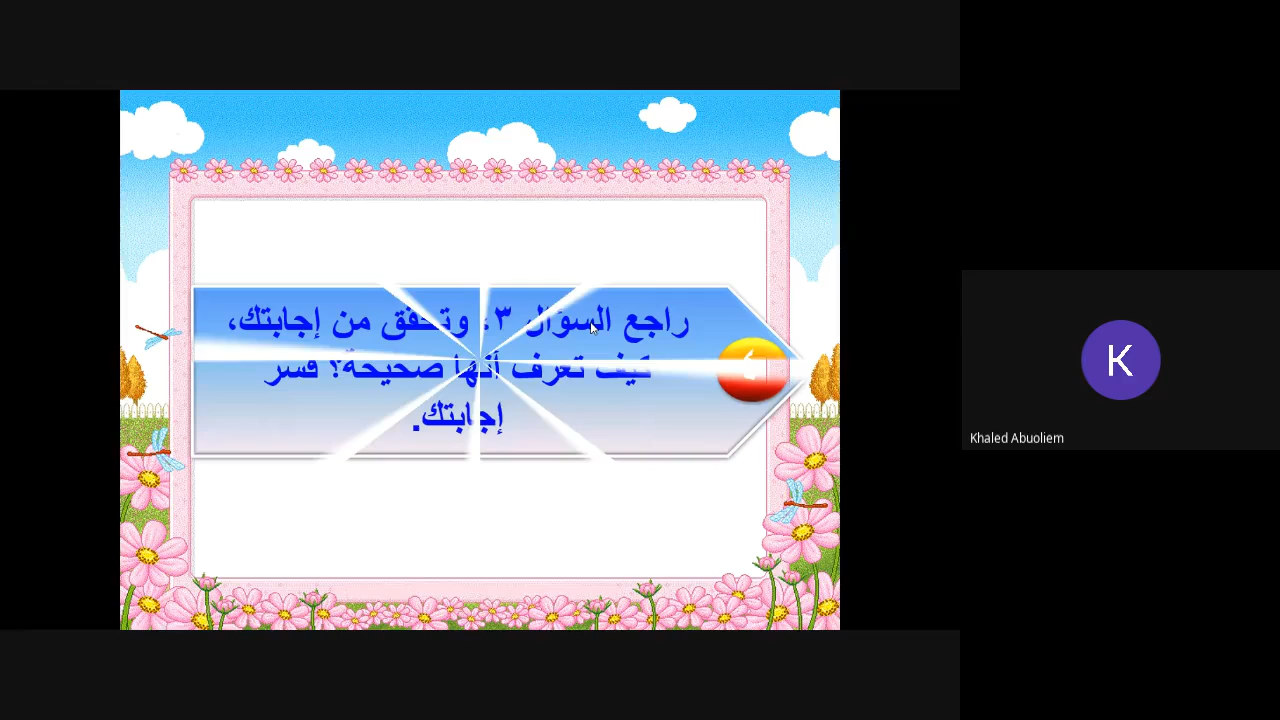 راجع السؤال ٣، وتحقق من إجابتك،
كيف تعرف أنها صحيحة؟ فسر
إجابتك.
K
Khaled Abuoliem